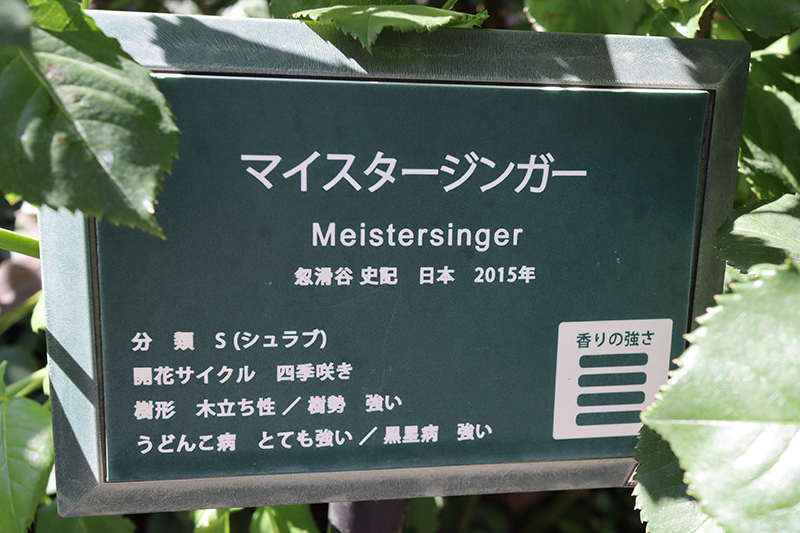 マイスタージンガー
Meistersinger
忽滑谷 史記　日本　2015年
分　類　S (シュラブ)
開花サイクル　四季咲き
樹形　木立ち性／樹勢　強い
うどんこ病　とても強い／黒星病　強い
香りの強さ